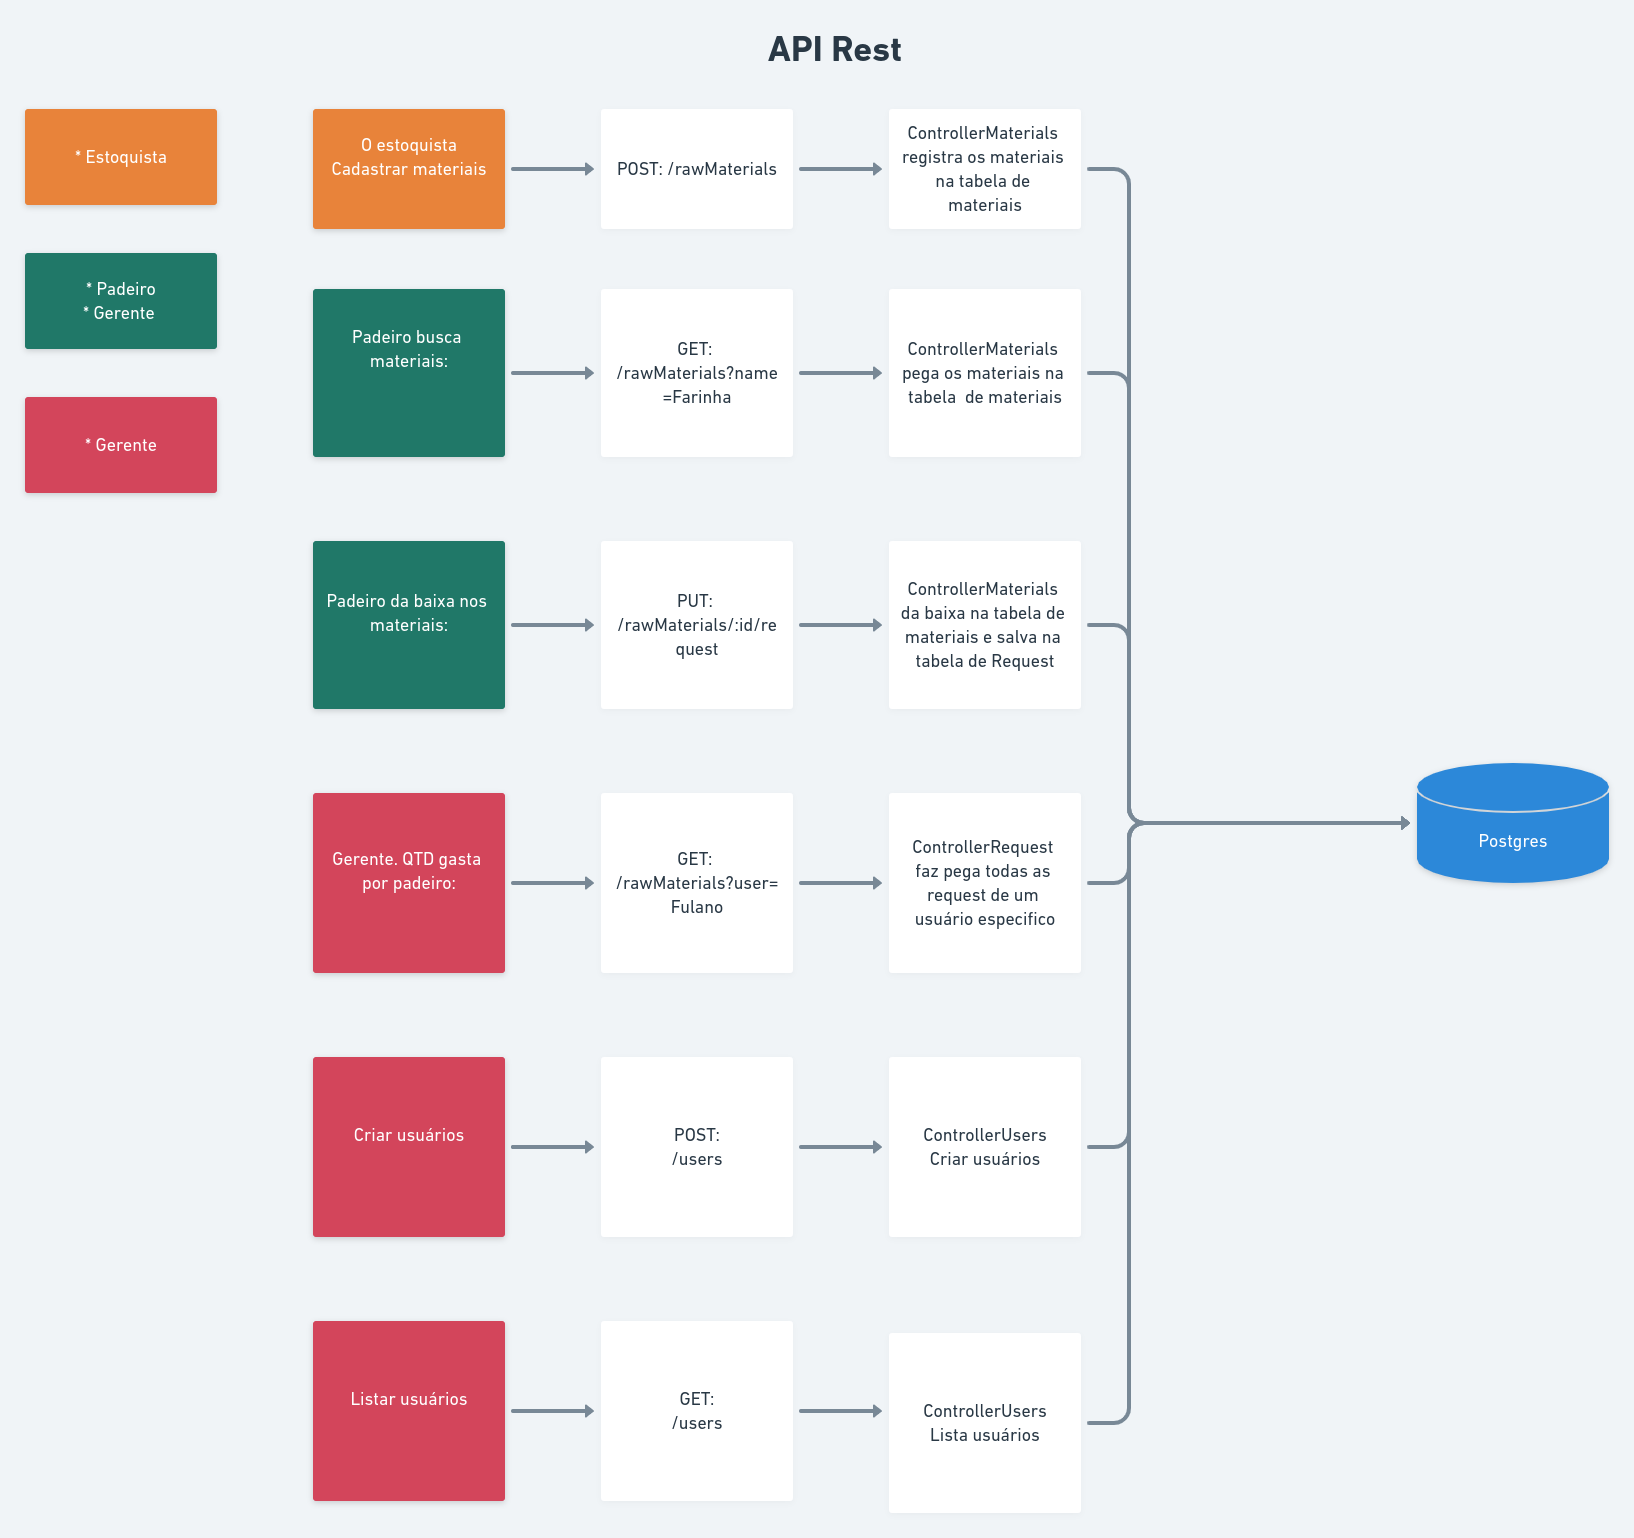 API Rest
* Estoquista
* Padeiro
* Gerente
* Gerente
O estoquista
Cadastrar materiais
POST: /rawMaterials
ControllerMaterials
registra os materiais
na tabela de
materiais
Padeiro busca
materiais:
GET:
/rawMaterials?name
=Farinha
ControllerMaterials
pega os materiais na
tabela  de materiais
Padeiro da baixa nos
materiais:
PUT:
/rawMaterials/:id/re
quest
ControllerMaterials
da baixa na tabela de
materiais e salva na
tabela de Request
Gerente. QTD gasta
por padeiro:
GET:
/rawMaterials?user=
Fulano
ControllerRequest
faz pega todas as
request de um
usuário especifico
Postgres
Criar usuários
POST:
/users
ControllerUsers
Criar usuários
Listar usuários
GET:
/users
ControllerUsers
Lista usuários